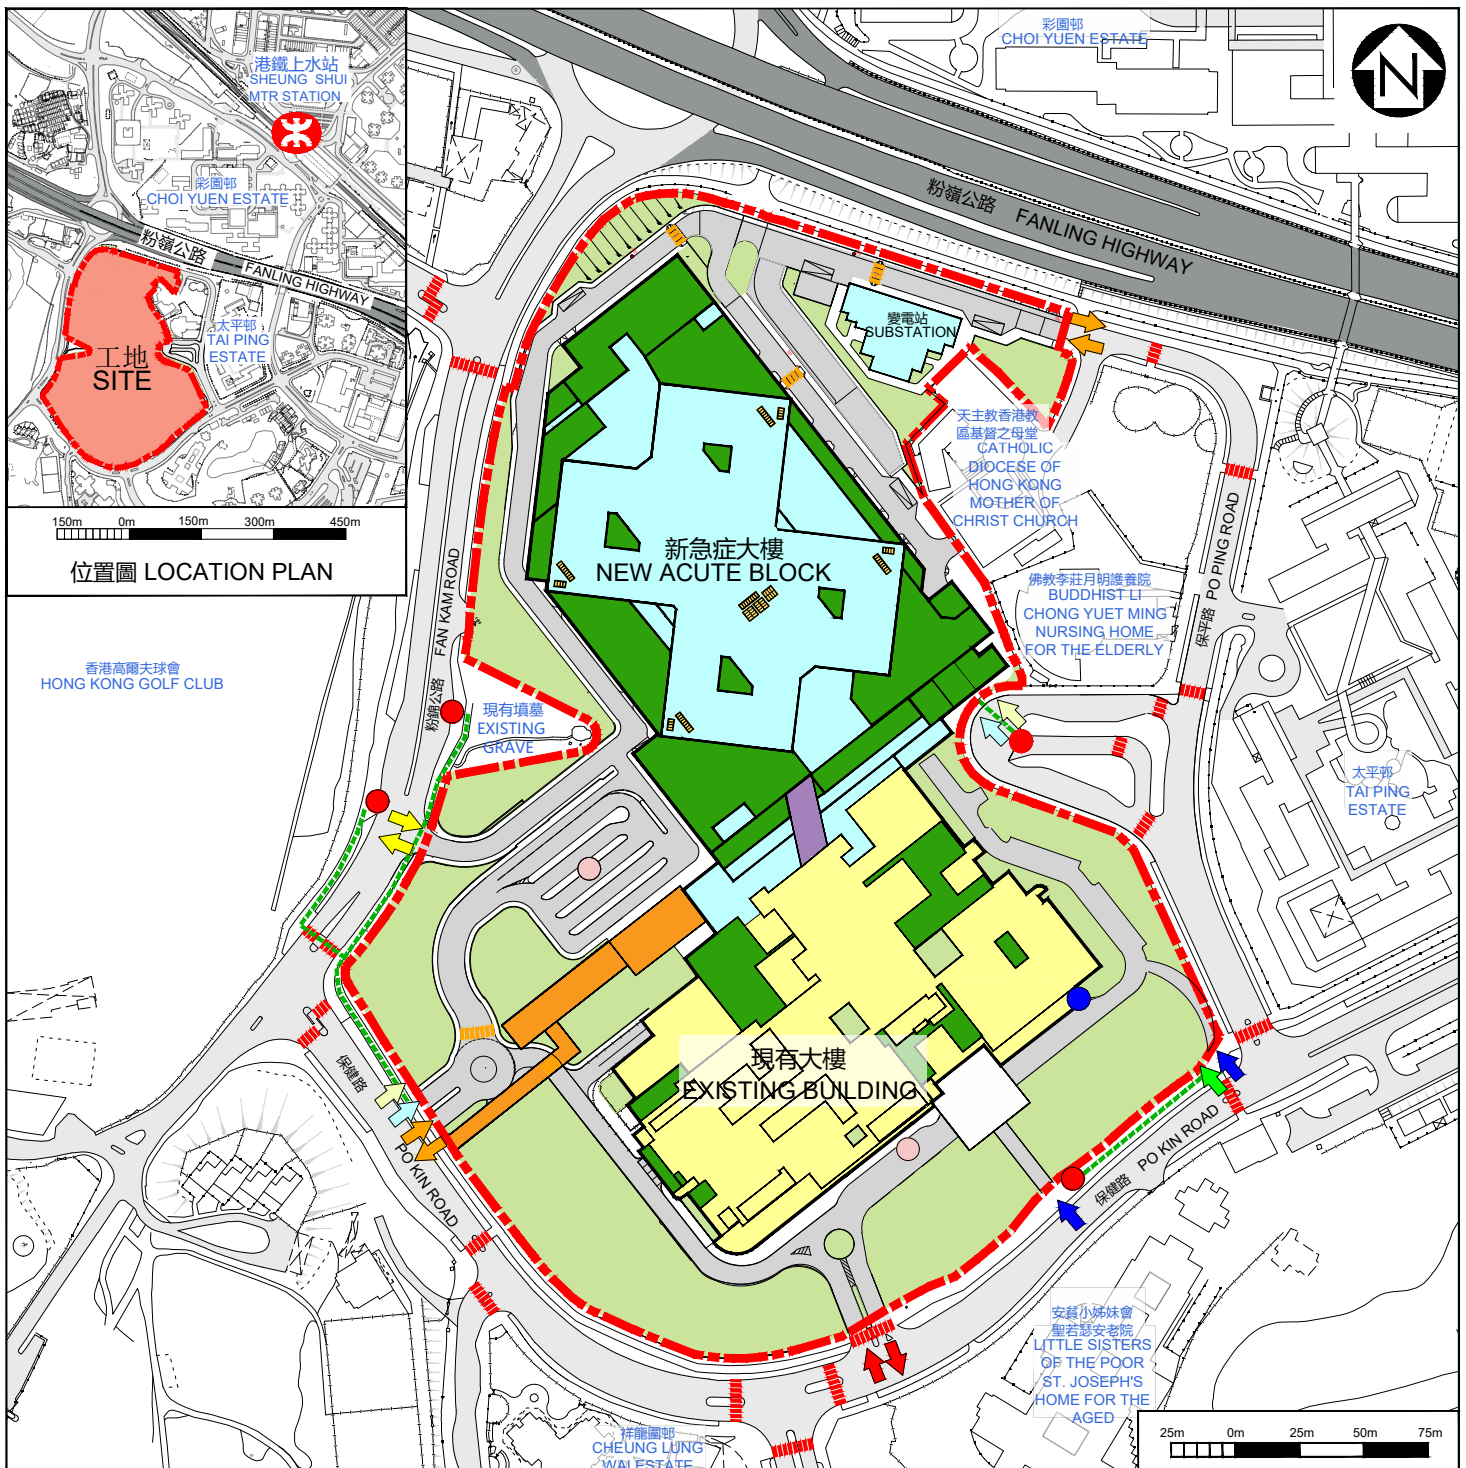 港鐵上水站
SHEUNG SHUI
MTR STATION
彩園邨
CHOI YUEN ESTATE
粉嶺公路
FANLING HIGHWAY
太平邨
TAI PING
ESTATE
工地
SITE
150m 0m 150m 300m 450m
位置圖 LOCATION PLAN
彩園邨
CHOI YUEN ESTATE
N
粉嶺公路 FANLING HIGHWAY
變電站
SUBSTATION
天主教香港教
區基督之母堂
CATHOLIC
DIOCESE OF
HONG KONG
MOTHER OF
CHRIST CHURCH
新急症大樓
NEW ACUTE BLOCK
佛教李莊月明護養院
BUDDHIST LI
CHONG YUET MING
NURSING HOME
FOR THE ELDERLY
保平路 PO PING ROAD
粉錦公路 FAN KAM ROAD
香港高爾夫球會
HONG KONG GOLF CLUB
現有墳墓
EXISTING
GRAVE
太平邨
TAI PING
ESTATE
現有大樓
EXISTING BUILDING
保健路 PO KIN ROAD
保健路 PO KIN ROAD
安貧小姊妹會
聖若瑟安老院
LITTLE SISTERS
OF THE POOR
ST. JOSEPH'S
HOME FOR THE
AGED
祥龍圍邨
CHEUNG LUNG
WAI ESTATE
25m 0m 25m 50m 75m